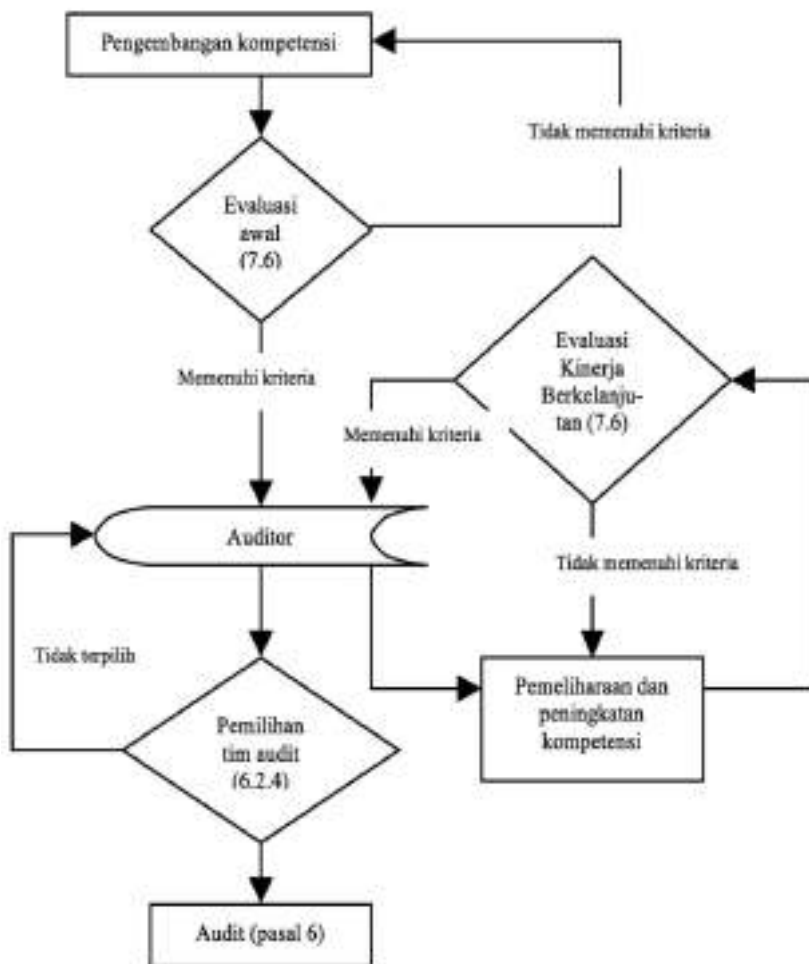 Pengembangan kompetensi
Tidak memenuhi kriteria
Evaluasi
awal
(7.6)
Memenuhi kriteria
Evaluasi
Kinerja
Berkelanju-
tan (7.6)
Memenuhi kriteria
Auditor
Tidak memenuhi kriteria
Tidak terpilih
Pemilihan
tim audit
(6.2.4)
Pemeliharaan dan
peningkatan
kompetensi
Audit (pasal 6)